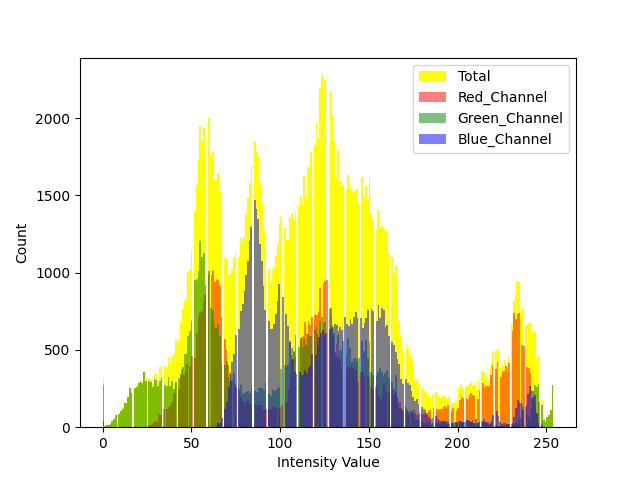 Total
Red_Channel
Green_Channel
Blue_Channel
2000
1500
1000
500
0
Count
0 50 100 150 200 250
Intensity Value